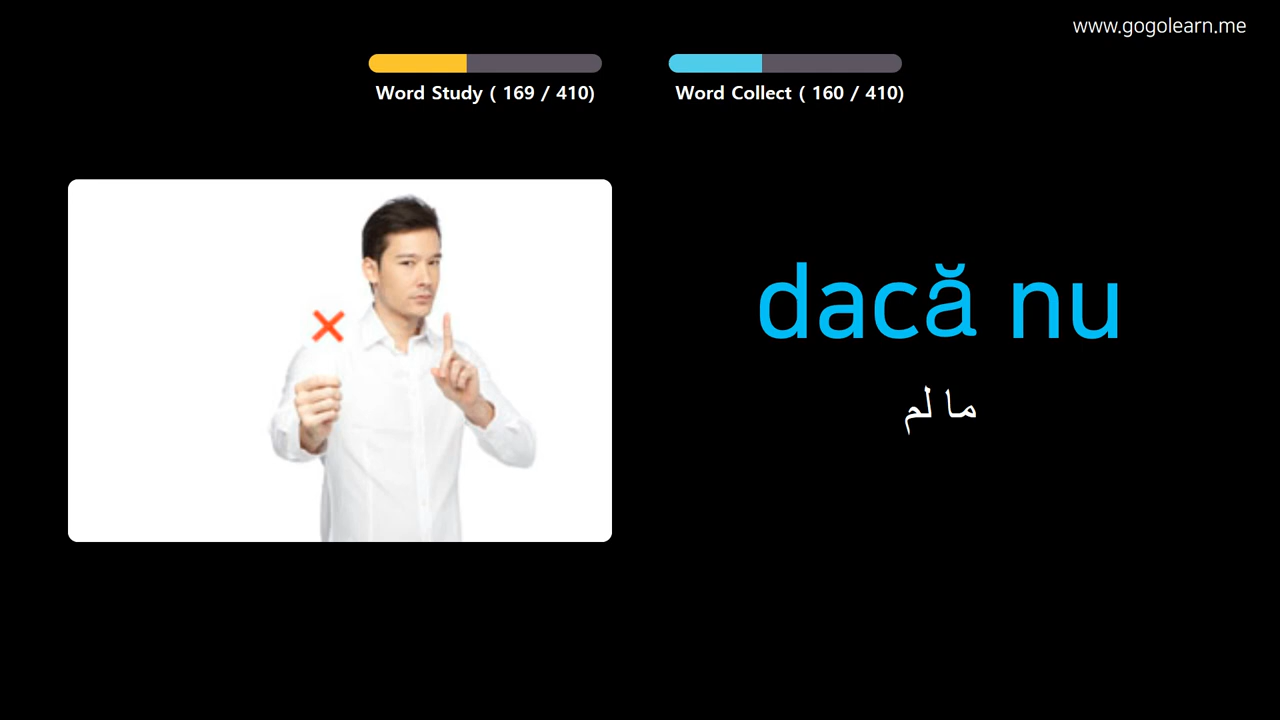 www.gogolearn.me
Word Study ( 169 / 410)
Word Collect ( 160 / 410)
dacă nu
ما لم